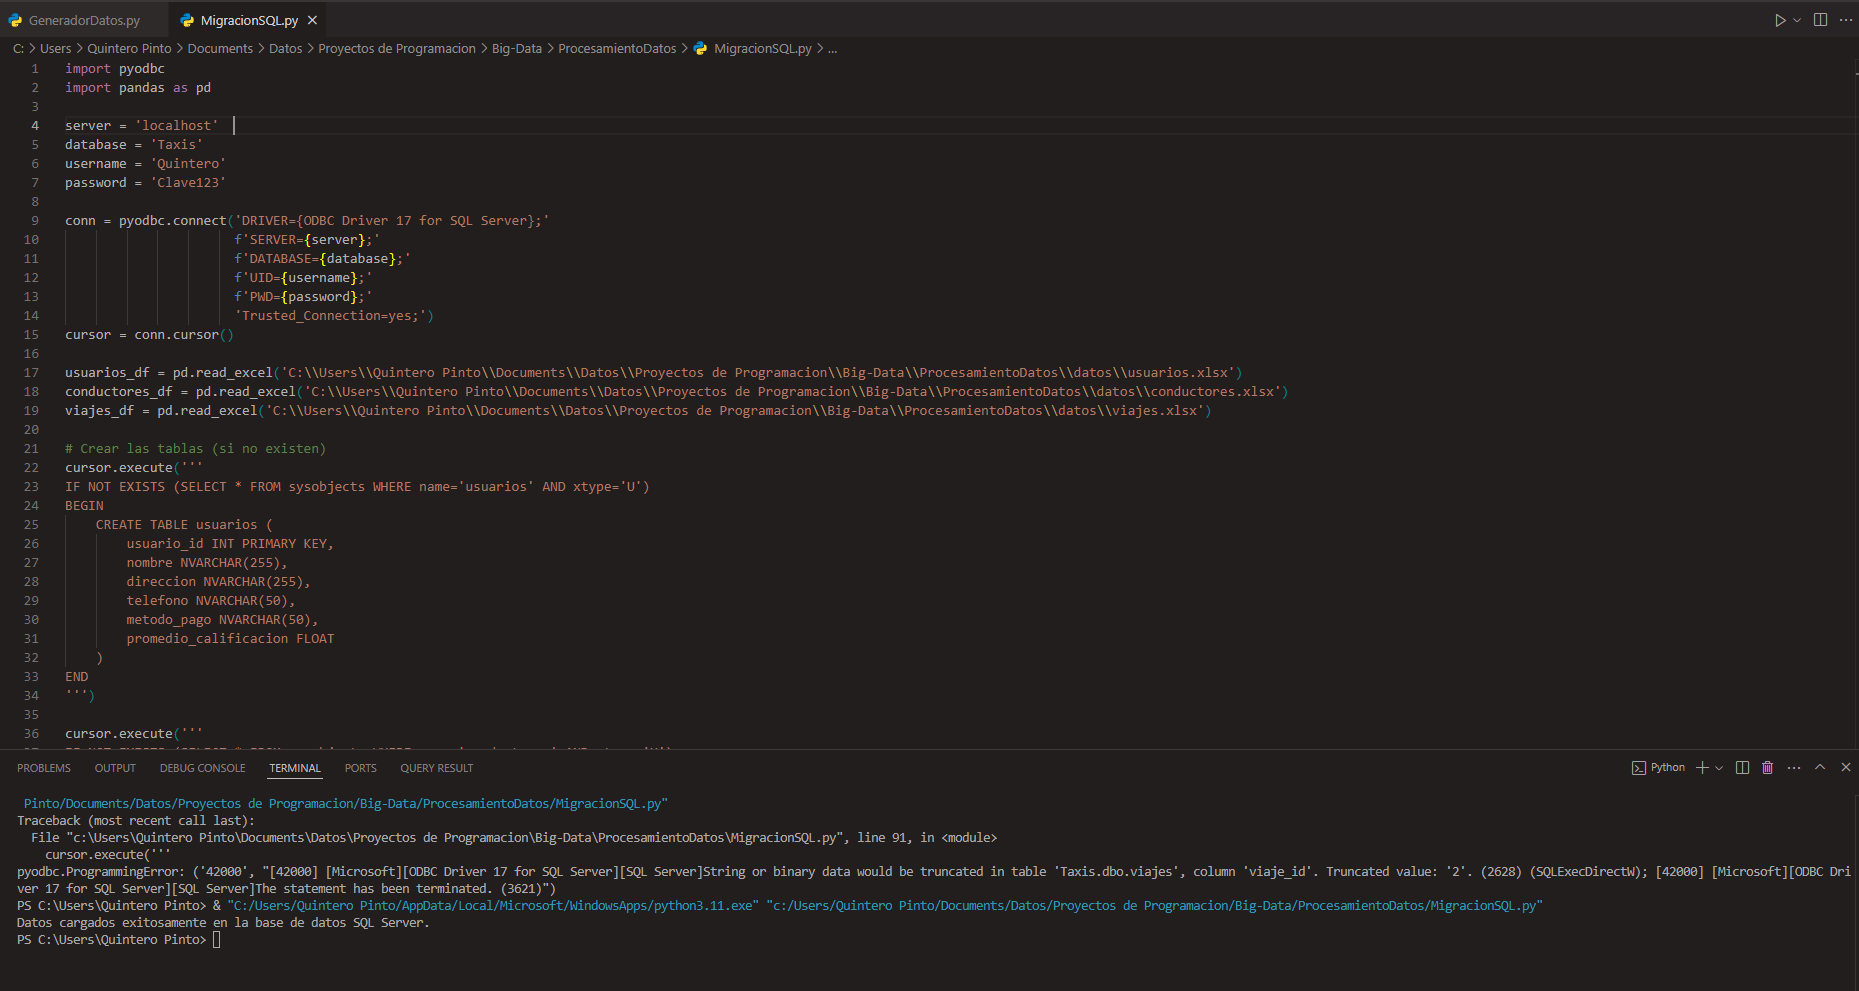 GeneradorDatos.py
MigracionSQL.py
C: > Users > Quintero Pinto > Documents > Datos > Proyectos de Programacion > Big-Data > ProcesamientoDatos > MigracionSQL.py > ...
1 import pyodbc
2 import pandas as pd
3
4 server = 'localhost'
5 database = 'Taxis'
6 username = 'Quintero'
7 password = 'Clave123'
8
9 conn = pyodbc.connect('DRIVER={ODBC Driver 17 for SQL Server};'
10 f'SERVER={server};'
11 f'DATABASE={database};'
12 f'UID={username};'
13 f'PWD={password};'
14 'Trusted_Connection=yes;')
15 cursor = conn.cursor()
16
17 usuarios_df = pd.read_excel('C:\\Users\\Quintero Pinto\\Documents\\Datos\\Proyectos de Programacion\\Big-Data\\ProcesamientoDatos\\datos\\usuarios.xlsx')
18 conductores_df = pd.read_excel('C:\\Users\\Quintero Pinto\\Documents\\Datos\\Proyectos de Programacion\\Big-Data\\ProcesamientoDatos\\datos\\conductores.xlsx')
19 viajes_df = pd.read_excel('C:\\Users\\Quintero Pinto\\Documents\\Datos\\Proyectos de Programacion\\Big-Data\\ProcesamientoDatos\\datos\\viajes.xlsx')
20
21 # Crear las tablas (si no existen)
22 cursor.execute('''
23 IF NOT EXISTS (SELECT * FROM sysobjects WHERE name='usuarios' AND xtype='U')
24 BEGIN
25 CREATE TABLE usuarios (
26 usuario_id INT PRIMARY KEY,
27 nombre NVARCHAR(255),
28 direccion NVARCHAR(255),
29 telefono NVARCHAR(50),
30 metodo_pago NVARCHAR(50),
31 promedio_calificacion FLOAT
32 )
33 END
34 ''')
35
36 cursor.execute('''
PROBLEMS OUTPUT DEBUG CONSOLE TERMINAL PORTS QUERY RESULT
Python
Pinto/Documents/Datos/Proyectos de Programacion/Big-Data/ProcesamientoDatos/MigracionSQL.py"
Traceback (most recent call last):
File "c:\Users\Quintero Pinto\Documents\Datos\Proyectos de Programacion\Big-Data\ProcesamientoDatos\MigracionSQL.py", line 91, in <module>
cursor.execute('''
pyodbc.ProgrammingError: ('42000', "[42000] [Microsoft][ODBC Driver 17 for SQL Server][SQL Server]String or binary data would be truncated in table 'Taxis.dbo.viajes', column 'viaje_id'. Truncated value: '2'. (2628) (SQLExecDirectW); [42000] [Microsoft][ODBC Dri
ver 17 for SQL Server][SQL Server]The statement has been terminated. (3621)")
PS C:\Users\Quintero Pinto> & "C:/Users/Quintero Pinto/AppData/Local/Microsoft/WindowsApps/python3.11.exe" "c:/Users/Quintero Pinto/Documents/Datos/Proyectos de Programacion/Big-Data/ProcesamientoDatos/MigracionSQL.py"
Datos cargados exitosamente en la base de datos SQL Server.
PS C:\Users\Quintero Pinto>